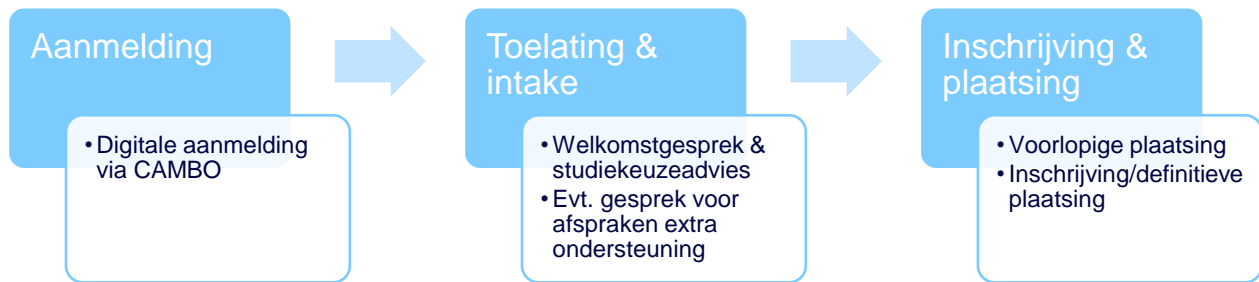 Aanmelding
• Digitale aanmelding
via CAMBO
Toelating &
intake
• Welkomstgesprek &
studiekeuzeadvies
• Evt. gesprek voor
afspraken extra
ondersteuning
Inschrijving &
plaatsing
• Voorlopige plaatsing
• Inschrijving/definitieve
plaatsing